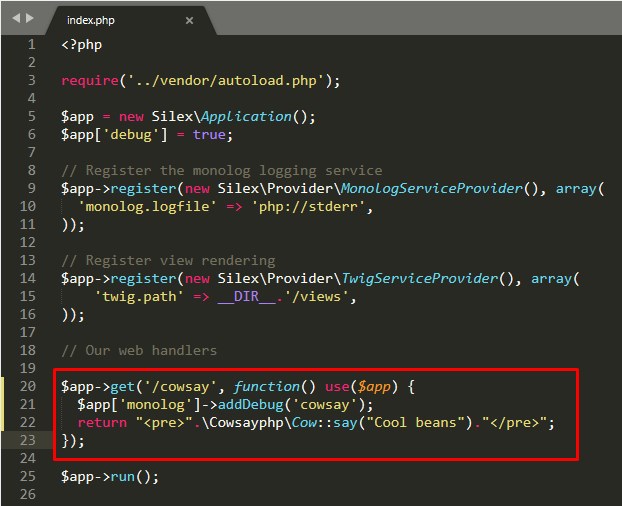 index.php
1 <?php
2
3 require('../vendor/autoload.php');
4
5 $app = new Silex\Application();
6 $app['debug'] = true;
7
8 // Register the monolog logging service
9 $app->register(new Silex\Provider\MonologServiceProvider(), array(
10   'monolog.logfile' => 'php://stderr',
11 ));
12
13 // Register view rendering
14 $app->register(new Silex\Provider\TwigServiceProvider(), array(
15     'twig.path' => __DIR__.'/views',
16 ));
17
18 // Our web handlers
19
20 $app->get('/cowsay', function() use($app) {
21   $app['monolog']->addDebug('cowsay');
22   return "<pre>".\Cowsayphp\Cow::say("Cool beans")."</pre>";
23 });
24
25 $app->run();
26